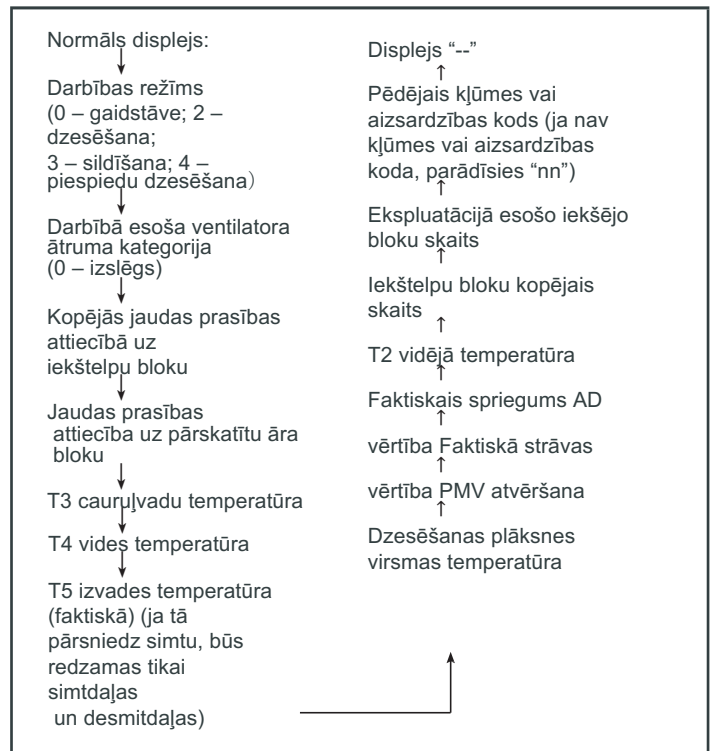 Normāls displejs:
Darbības režīms
(0 – gaidstāve; 2 –
dzesēšana;
3 – sildīšana; 4 –
piespiedu dzesēšana)
Darbībā esoša ventilatora
ātruma kategorija
(0 – izslēgs)
Kopējās jaudas prasības
attiecībā uz
iekštelpu bloku
Jaudas prasības
attiecība uz pārskatītu āra
bloku
T3 cauruļvadu temperatūra
T4 vides temperatūra
T5 izvades temperatūra
(faktiskā) (ja tā
pārsniedz simtu, būs
redzamas tikai
simtdaļas
un desmitdaļas)
Displejs “--”
Pēdējais kļūmes vai
aizsardzības kods (ja nav
kļūmes vai aizsardzības
koda, parādīsies “nn”)
Ekspluatācijā esošo iekšējo
bloku skaits
Iekštelpu bloku kopējais
skaits
T2 vidējā temperatūra
Faktiskais spriegums AD
vērtība Faktiskā strāvas
vērtība PMV atvēršana
Dzesēšanas plāksnes
virsmas temperatūra